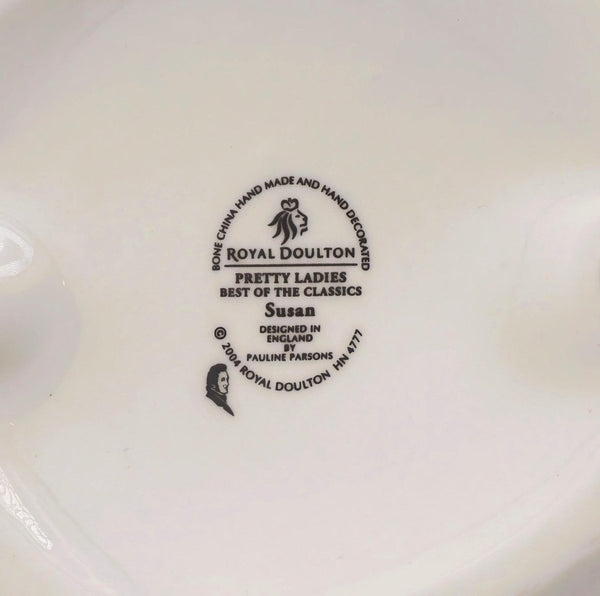 BONE CHINA HAND MADE AND HAND DECORATED
ROYAL DOULTON
PRETTY LADIES
BEST OF THE CLASSICS
Susan
DESIGNED IN
ENGLAND
BY
PAULINE PARSONS
© 2004 ROYAL DOULTON HN 4777